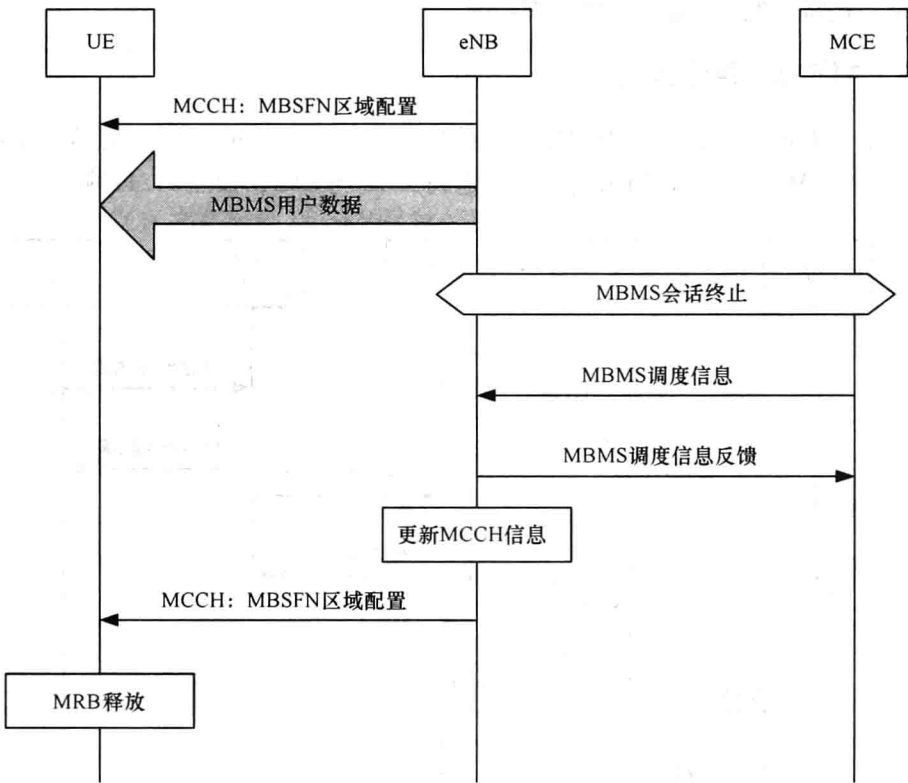 UE
eNB
MCE
MCCH：MBSFN区域配置
MBMS用户数据
MBMS会话终止
MBMS调度信息
MBMS调度信息反馈
更新MCCH信息
MCCH：MBSFN区域配置
MRB释放